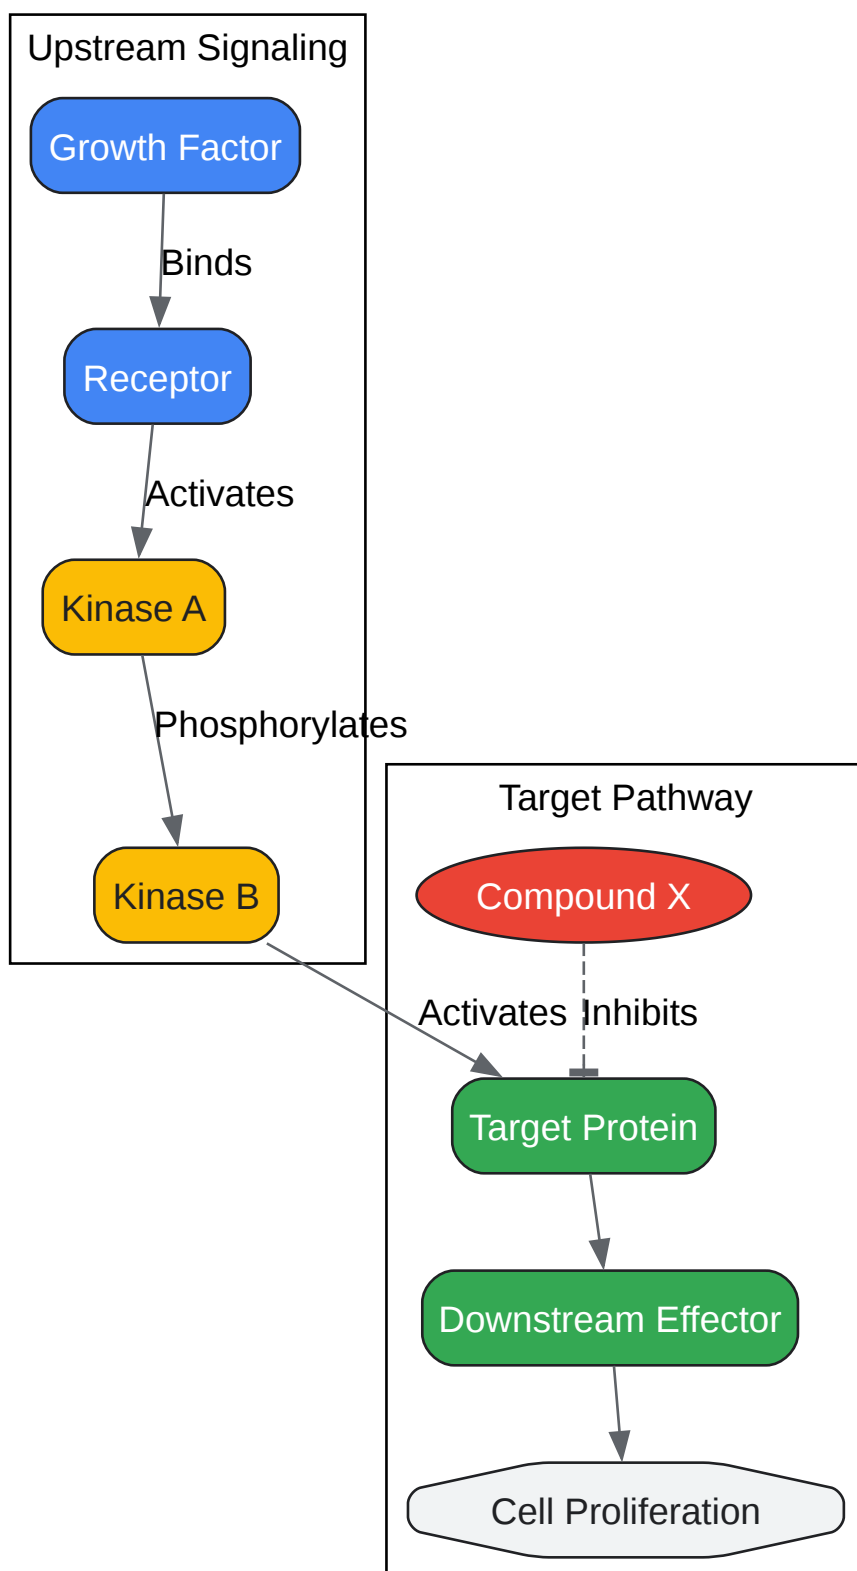 Upstream Signaling
Growth Factor
Binds
Receptor
Activates
Kinase A
Phosphorylates
Kinase B
Target Pathway
Compound X
Activates
Inhibits
Target Protein
Downstream Effector
Cell Proliferation